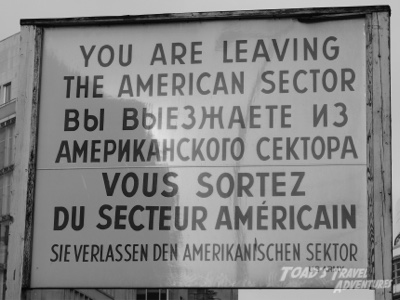 YOU ARE LEAVING
THE AMERICAN SECTOR
ВЫ ВЫЕЗЖАЕТЕ ИЗ
АМЕРИКАНСКОГО СЕКТОРА
VOUS SORTEZ
DU SECTEUR AMÉRICAIN
SIE VERLASSEN DEN AMERIKANISCHEN SEKTOR
TOAD'S TRAVEL
ADVENTURES